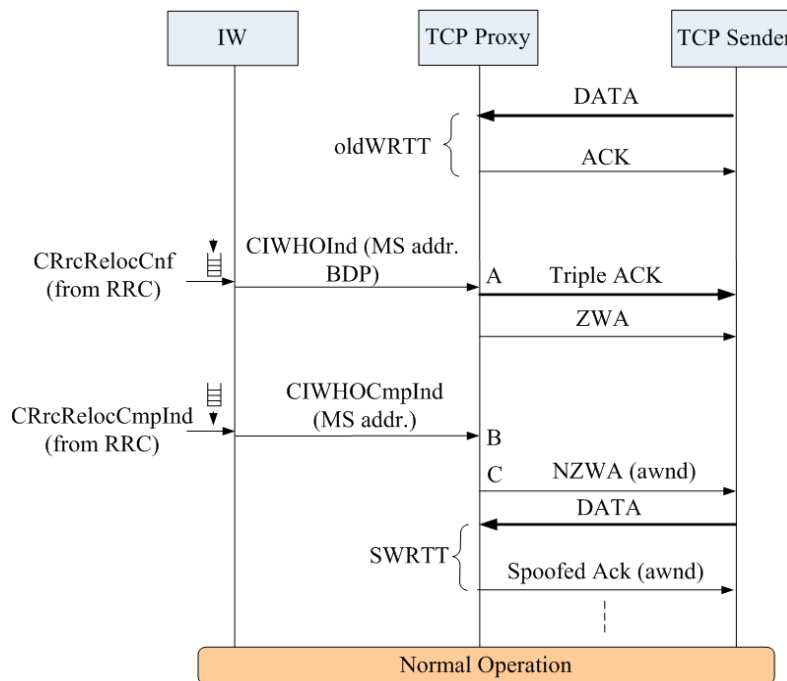 IW
TCP Proxy
TCP Sender
DATA
oldWRTT
ACK
CIWHOInd (MS addr.
BDP)
CRrcRelocCnf
(from RRC)
A
Triple ACK
ZWA
CIWHOCmpInd
(MS addr.)
CRrcRelocCmpInd
(from RRC)
B
C
NZWA (awnd)
DATA
SWRTT
Spoofed Ack (awnd)
Normal Operation